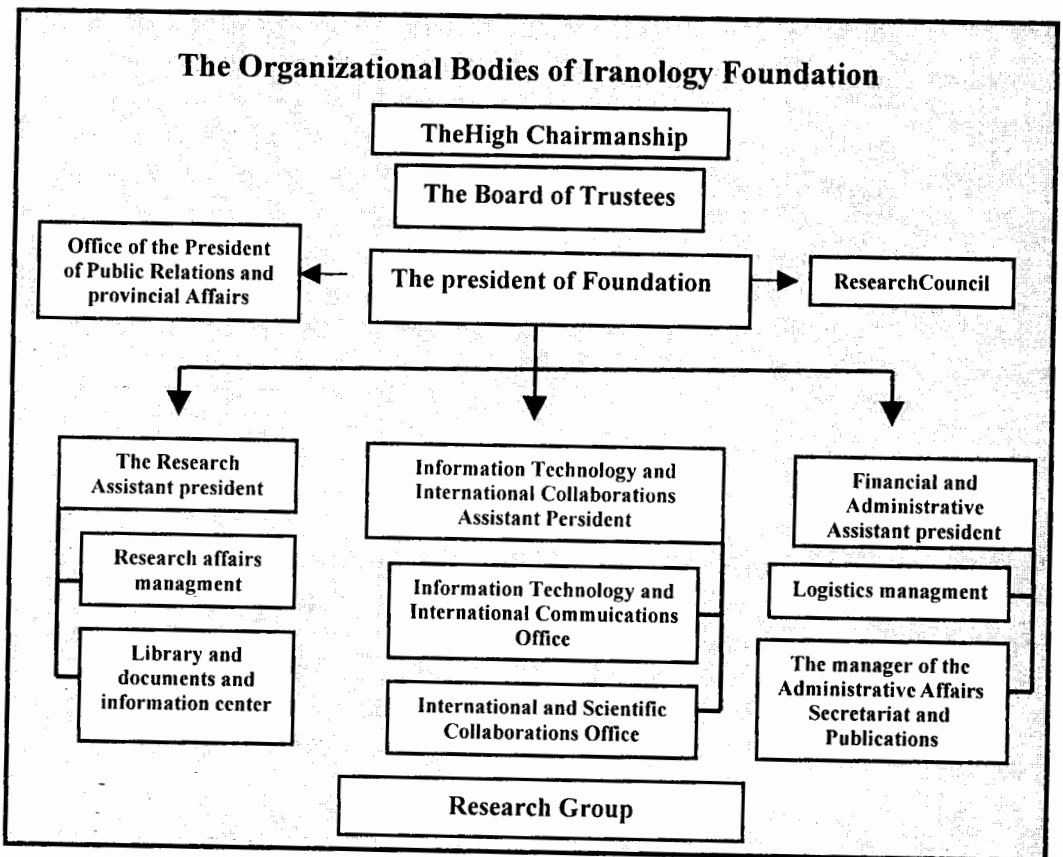 The Organizational Bodies of Iranology Foundation
TheHigh Chairmanship
The Board of Trustees
Office of the President
of Public Relations and
provincial Affairs
The president of Foundation
ResearchCouncil
The Research
Assistant president
Research affairs
managment
Library and
documents and
information center
Information Technology and
International Collaborations
Assistant Persident
Information Technology and
International Commuications
Office
International and Scientific
Collaborations Office
Financial and
Administrative
Assistant president
Logistics managment
The manager of the
Administrative Affairs
Secretariat and
Publications
Research Group